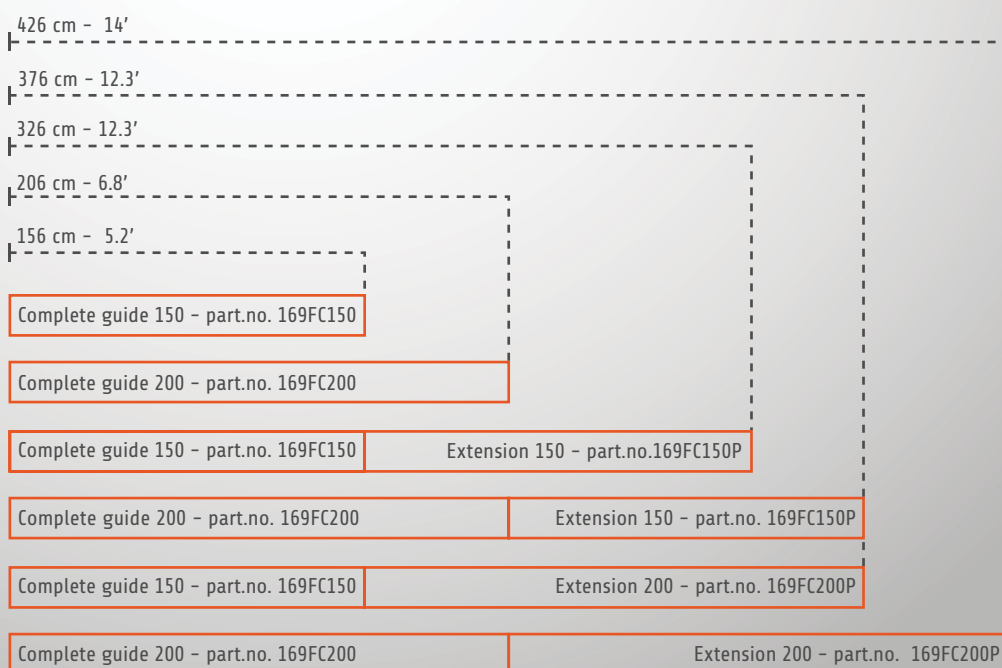 426 cm - 14'
376 cm - 12.3'
326 cm - 12.3'
206 cm - 6.8'
156 cm - 5.2'
Complete guide 150 - part.no. 169FC150
Complete guide 200 - part.no. 169FC200
Complete guide 150 - part.no. 169FC150 Extension 150 - part.no.169FC150P
Complete guide 200 - part.no. 169FC200 Extension 150 - part.no. 169FC150P
Complete guide 150 - part.no. 169FC150 Extension 200 - part.no. 169FC200P
Complete guide 200 - part.no. 169FC200 Extension 200 - part.no. 169FC200P